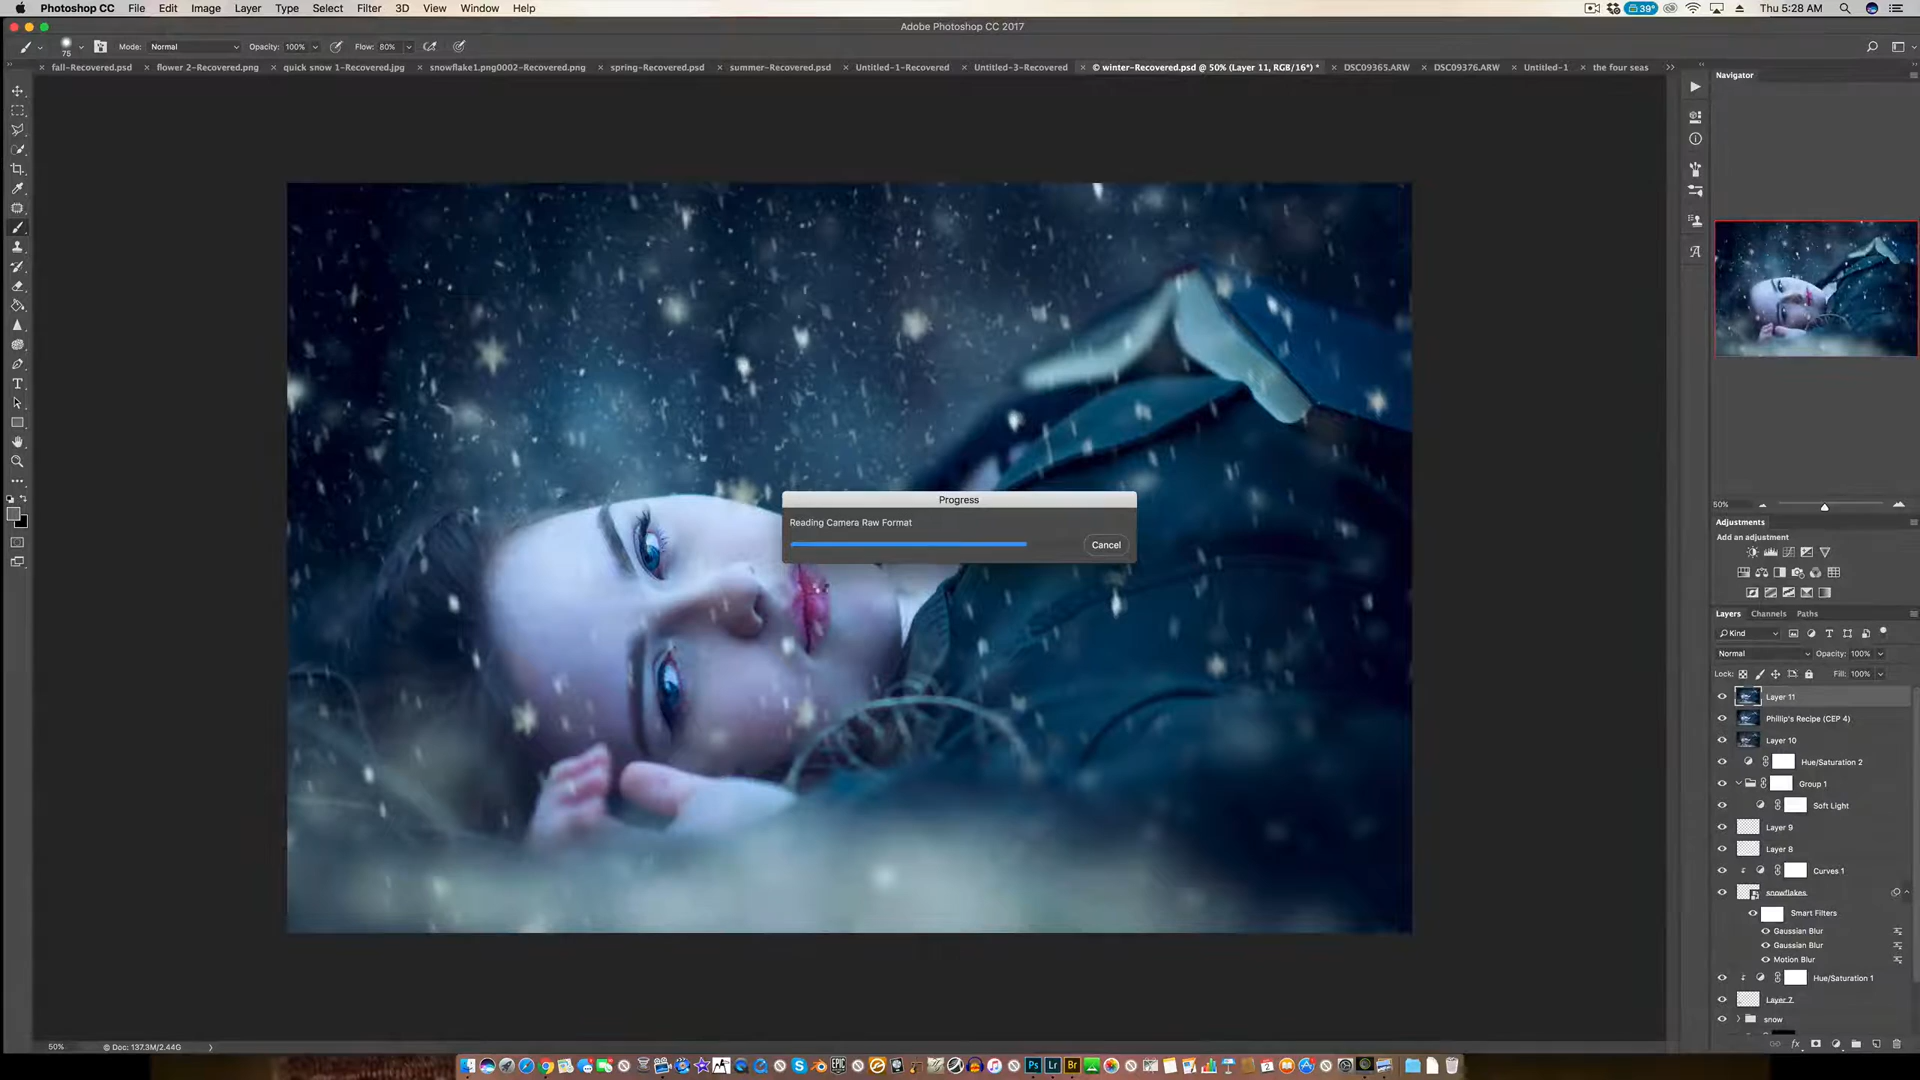 Photoshop CC File Edit Image Layer Type Select Filter 3D View Window Help 39° Thu 5:28 AM
Adobe Photoshop CC 2017
75 Mode: Normal Opacity: 100% Flow: 80%
fall-Recovered.psd flower 2-Recovered.png quick snow 1-Recovered.jpg snowflake1.png0002-Recovered.png spring-Recovered.psd summer-Recovered.psd Untitled-1-Recovered Untitled-3-Recovered © winter-Recovered.psd @ 50% (Layer 11, RGB/16*) * DSC09365.ARW DSC09376.ARW Untitled-1 the four seas
Navigator
Progress
Reading Camera Raw Format
Cancel
50%
Adjustments
Add an adjustment
Layers Channels Paths
Kind
Normal Opacity: 100%
Lock: Fill: 100%
Layer 11
Phillip's Recipe (CEP 4)
Layer 10
Hue/Saturation 2
Group 1
Soft Light
Layer 9
Layer 8
Curves 1
snowflakes
Smart Filters
Gaussian Blur
Gaussian Blur
Motion Blur
Hue/Saturation 1
Layer 7
snow
50% Doc: 137.3M/2.44G
fx
Ps Lr Br